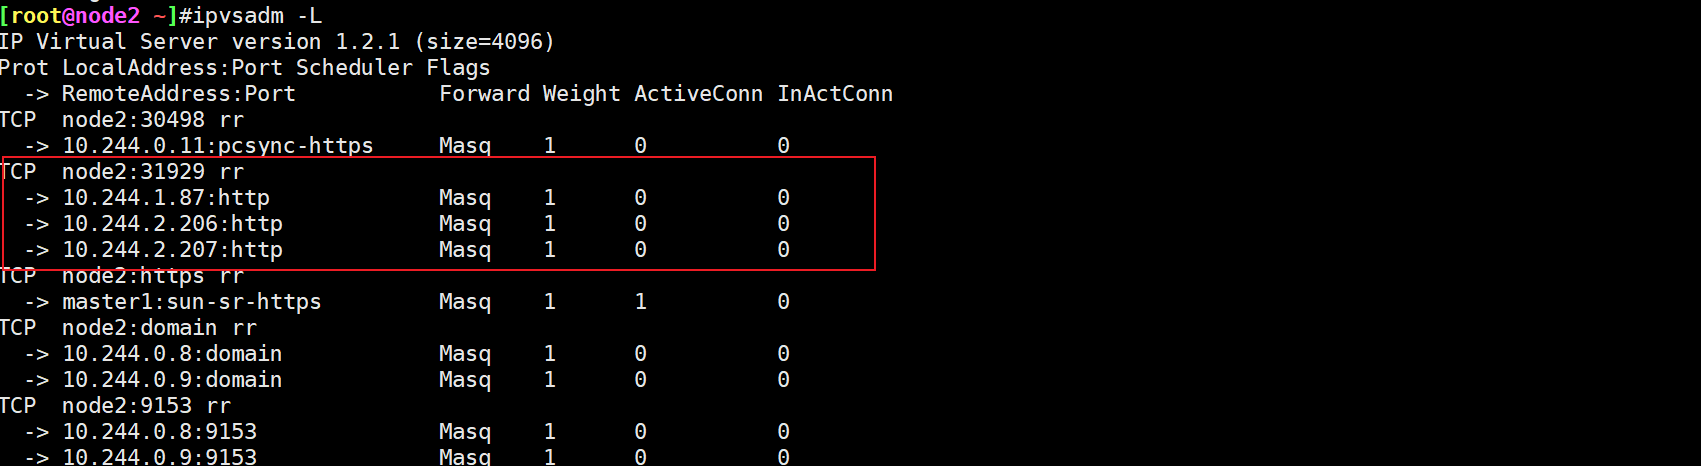 [root@node2 ~]#ipvsadm -L
IP Virtual Server version 1.2.1 (size=4096)
Prot LocalAddress:Port Scheduler Flags
  -> RemoteAddress:Port           Forward Weight ActiveConn InActConn
TCP  node2:30498 rr
  -> 10.244.0.11:pcsync-https     Masq    1      0          0
TCP  node2:31929 rr
  -> 10.244.1.87:http             Masq    1      0          0
  -> 10.244.2.206:http            Masq    1      0          0
  -> 10.244.2.207:http            Masq    1      0          0
TCP  node2:https rr
  -> master1:sun-sr-https         Masq    1      1          0
TCP  node2:domain rr
  -> 10.244.0.8:domain            Masq    1      0          0
  -> 10.244.0.9:domain            Masq    1      0          0
TCP  node2:9153 rr
  -> 10.244.0.8:9153              Masq    1      0          0
  -> 10.244.0.9:9153              Masq    1      0          0